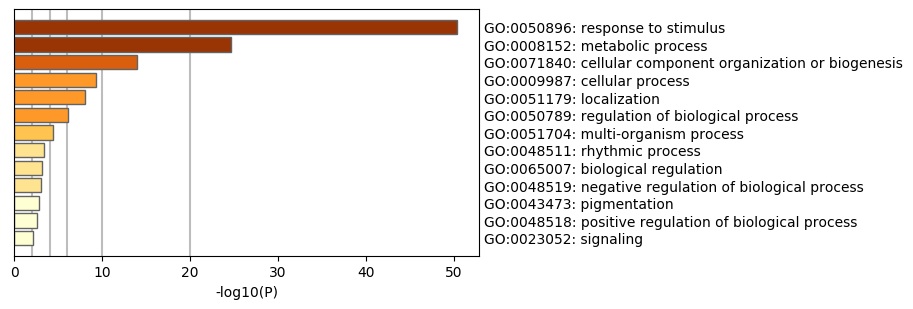 GO:0050896: response to stimulus
GO:0008152: metabolic process
GO:0071840: cellular component organization or biogenesis
GO:0009987: cellular process
GO:0051179: localization
GO:0050789: regulation of biological process
GO:0051704: multi-organism process
GO:0048511: rhythmic process
GO:0065007: biological regulation
GO:0048519: negative regulation of biological process
GO:0043473: pigmentation
GO:0048518: positive regulation of biological process
GO:0023052: signaling
0 10 20 30 40 50
-log10(P)